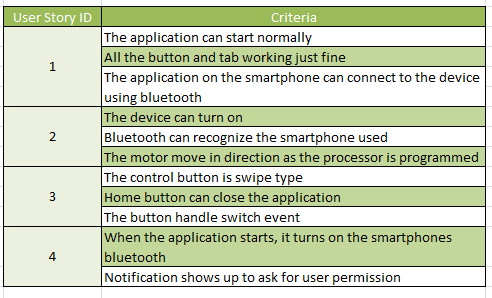 User Story ID Criteria
1
The application can start normally
All the button and tab working just fine
The application on the smartphone can connect to the device
using bluetooth
2
The device can turn on
Bluetooth can recognize the smartphone used
The motor move in direction as the processor is programmed
3
The control button is swipe type
Home button can close the application
The button handle switch event
4
When the application starts, it turns on the smartphones
bluetooth
Notification shows up to ask for user permission